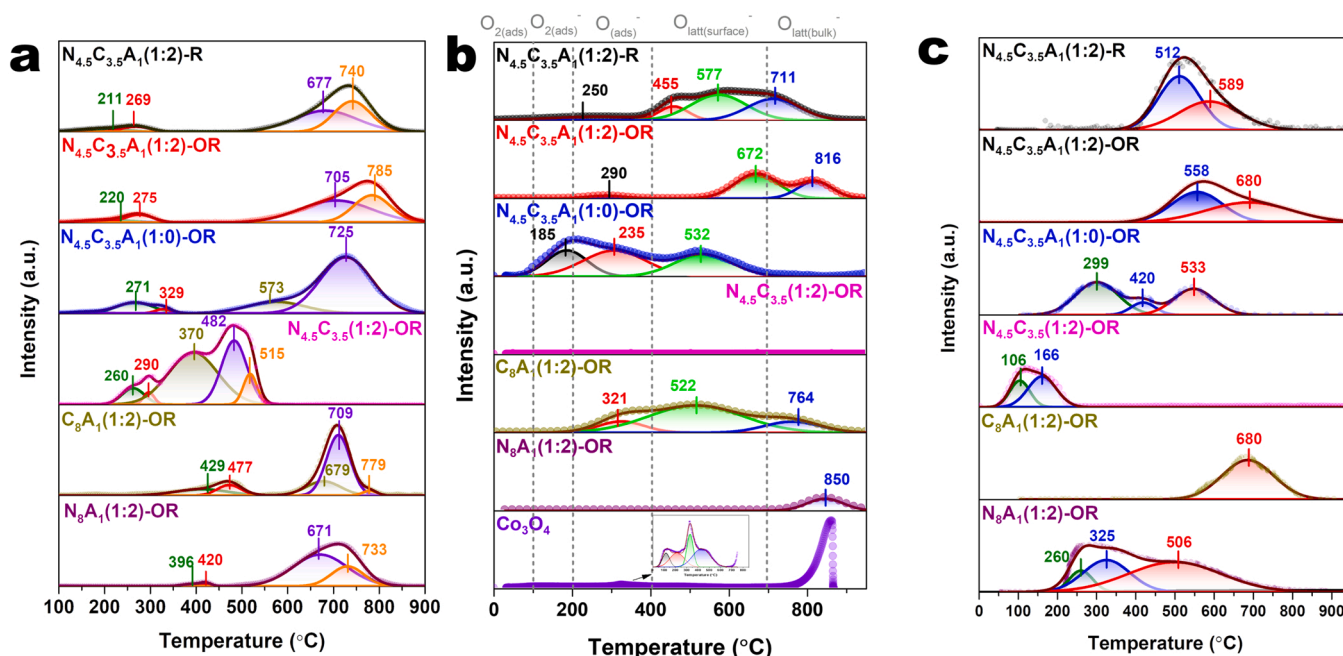 a
N4.5C3.5A1(1:2)-R
211
269
677
740
N4.5C3.5A1(1:2)-OR
220
275
705
785
N4.5C3.5A1(1:0)-OR
271
329
573
725
N4.5C3.5(1:2)-OR
260
290
370
482
515
C8A1(1:2)-OR
429
477
709
679
779
N8A1(1:2)-OR
396
420
671
733
100 200 300 400 500 600 700 800 900
Temperature (°C)
Intensity (a.u.)
b
O2(ads) O2(ads)- O(ads)- Olatt(surface)- Olatt(bulk)-
N4.5C3.5A1(1:2)-R
250
455
577
711
N4.5C3.5A1(1:2)-OR
290
672
816
N4.5C3.5A1(1:0)-OR
185
235
532
N4.5C3.5(1:2)-OR
C8A1(1:2)-OR
321
522
764
N8A1(1:2)-OR
850
Co3O4
Temperature (°C)
0 200 400 600 800
Temperature (°C)
Intensity (a.u.)
c
N4.5C3.5A1(1:2)-R
512
589
N4.5C3.5A1(1:2)-OR
558
680
N4.5C3.5A1(1:0)-OR
299
420
533
N4.5C3.5(1:2)-OR
106
166
C8A1(1:2)-OR
680
N8A1(1:2)-OR
260
325
506
0 100 200 300 400 500 600 700 800 900
Temperature (°C)
Intensity (a.u.)